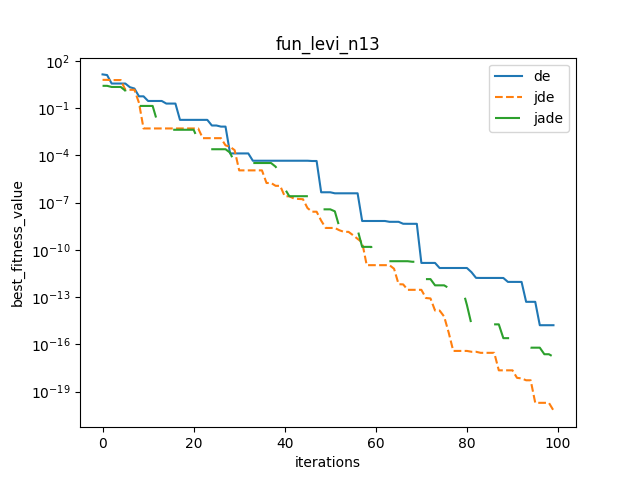 fun_levi_n13
de
jde
jade
10^2
10^−1
10^−4
10^−7
10^−10
10^−13
10^−16
10^−19
best_fitness_value
0 20 40 60 80 100
iterations